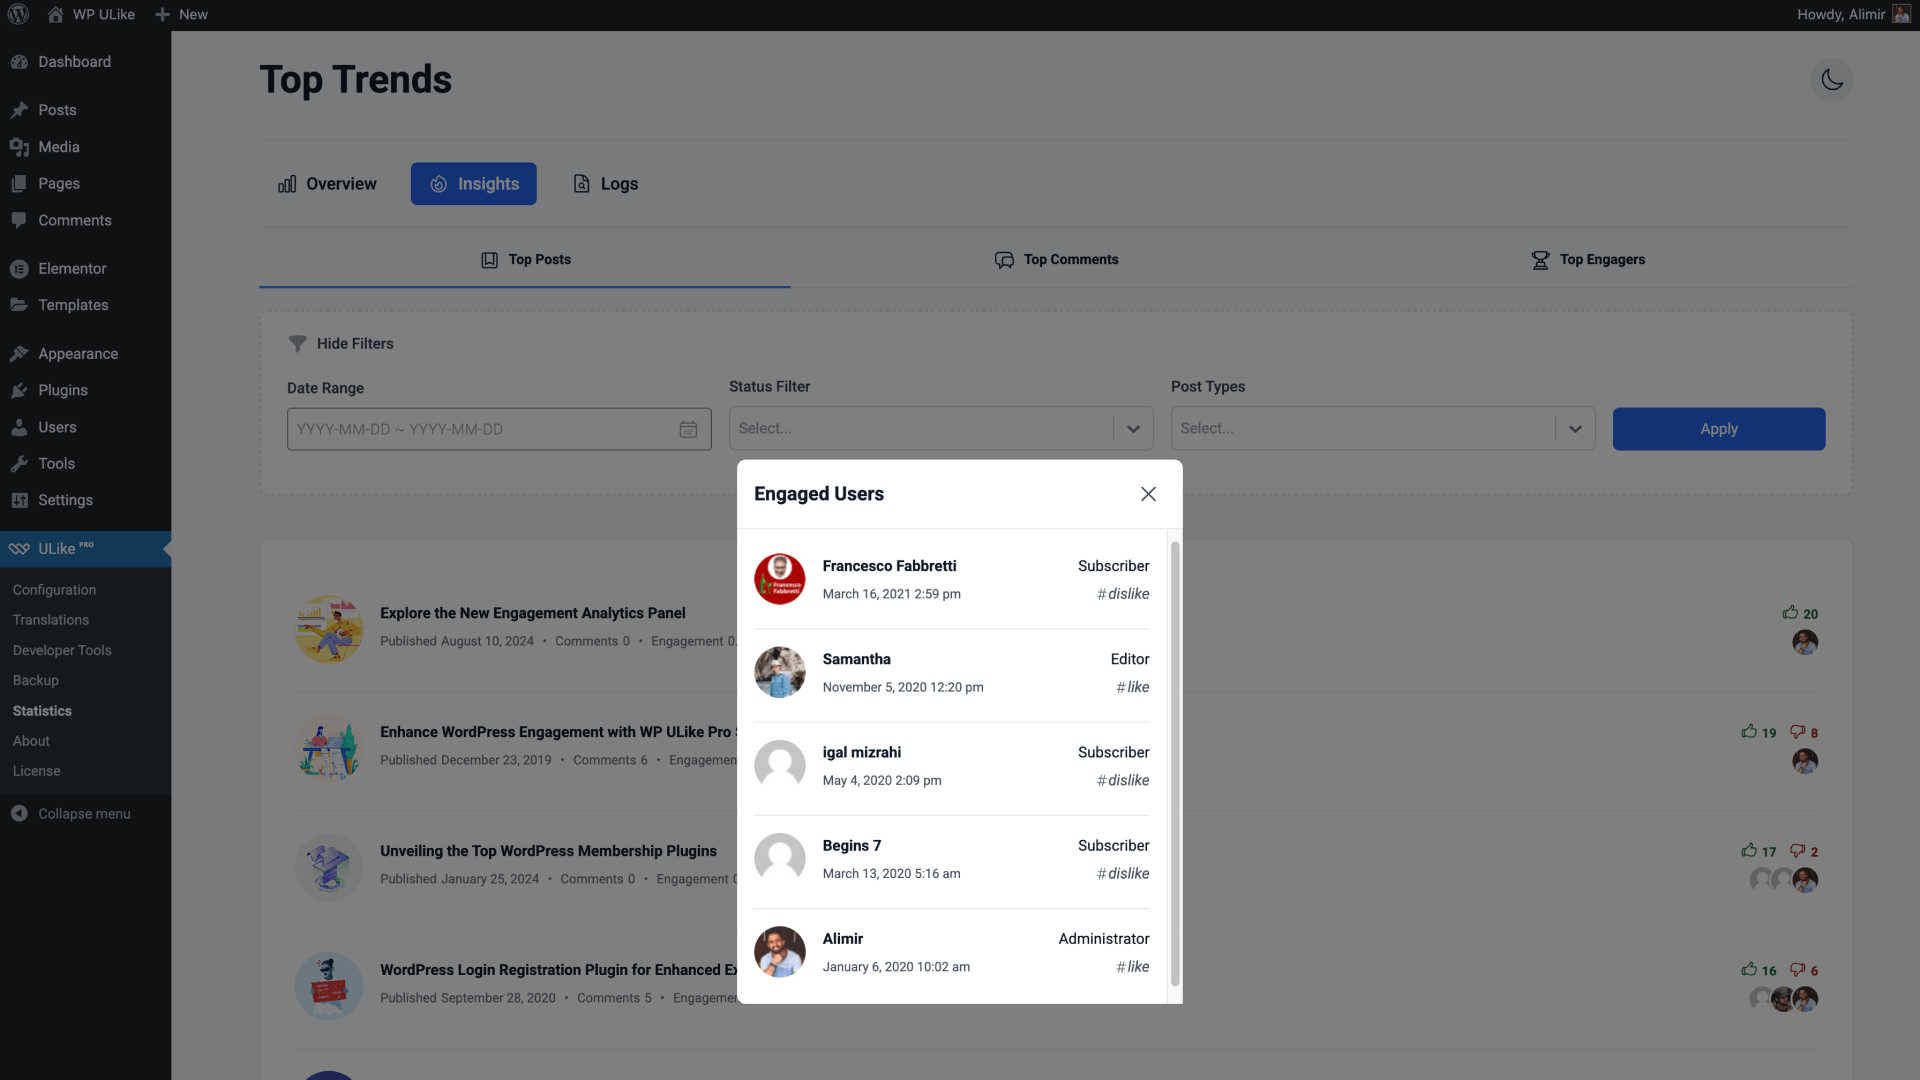 WP ULike
New
Howdy, Alimir
Dashboard
Posts
Media
Pages
Comments
Elementor
Templates
Appearance
Plugins
Users
Tools
Settings
ULike PRO
Configuration
Translations
Developer Tools
Backup
Statistics
About
License
Collapse menu
Top Trends
Overview
Insights
Logs
Top Posts
Top Comments
Top Engagers
Hide Filters
Date Range
YYYY-MM-DD ~ YYYY-MM-DD
Status Filter
Select...
Post Types
Select...
Apply
Explore the New Engagement Analytics Panel
Published August 10, 2024 • Comments 0 • Engagement 0.
20
Enhance WordPress Engagement with WP ULike Pro
Published December 23, 2019 • Comments 6 • Engagemen
19 8
Unveiling the Top WordPress Membership Plugins
Published January 25, 2024 • Comments 0 • Engagement
17 2
WordPress Login Registration Plugin for Enhanced Ex
Published September 28, 2020 • Comments 5 • Engagemer
16 6
Engaged Users
Francesco Fabbretti
Francesco Fabbretti Subscriber
March 16, 2021 2:59 pm #dislike
Samantha Editor
November 5, 2020 12:20 pm #like
igal mizrahi Subscriber
May 4, 2020 2:09 pm #dislike
Begins 7 Subscriber
March 13, 2020 5:16 am #dislike
Alimir Administrator
January 6, 2020 10:02 am #like